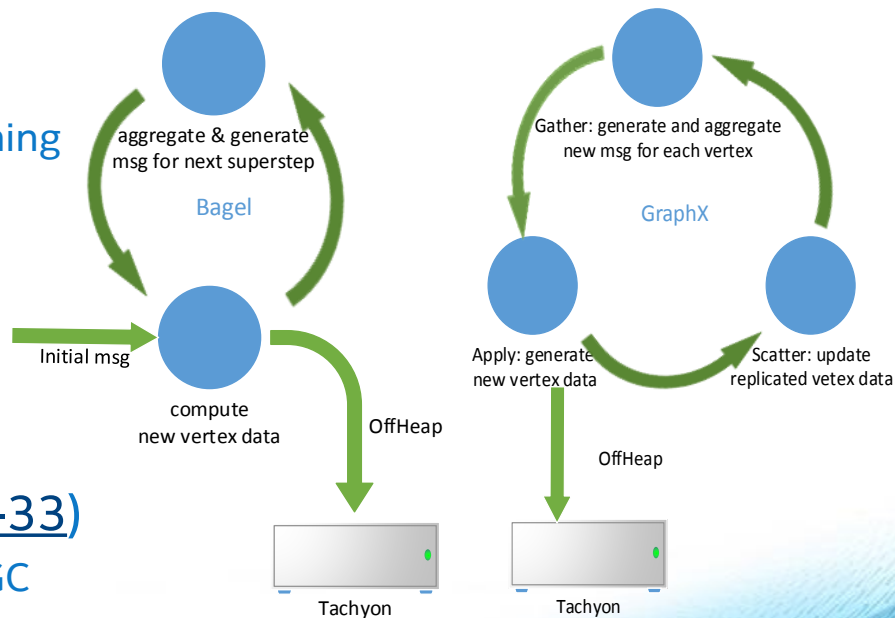 ning
aggregate & generate
msg for next superstep
Bagel
Initial msg
compute
new vertex data
OffHeap
Tachyon
-33)
GC
Gather: generate and aggregate
new msg for each vertex
GraphX
Apply: generate
new vertex data
Scatter: update
replicated vetex data
OffHeap
Tachyon